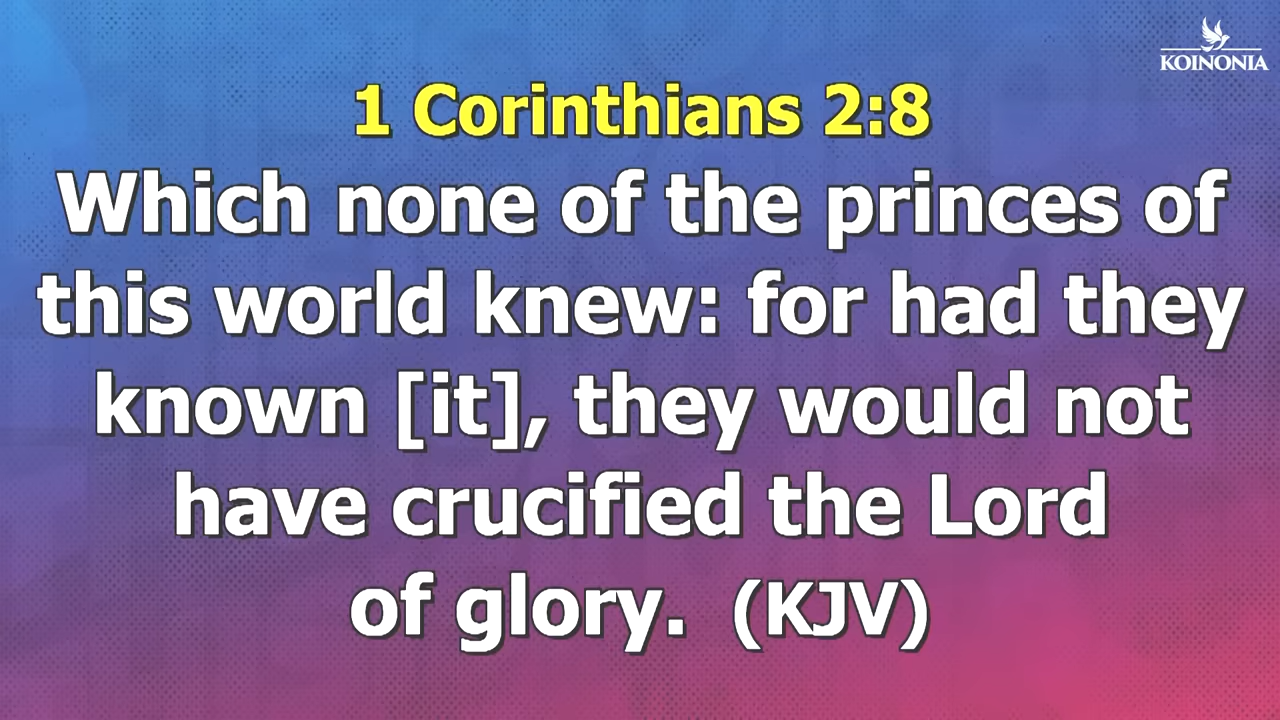 KOINONIA
1 Corinthians 2:8
Which none of the princes of
this world knew: for had they
known [it], they would not
have crucified the Lord
of glory. (KJV)